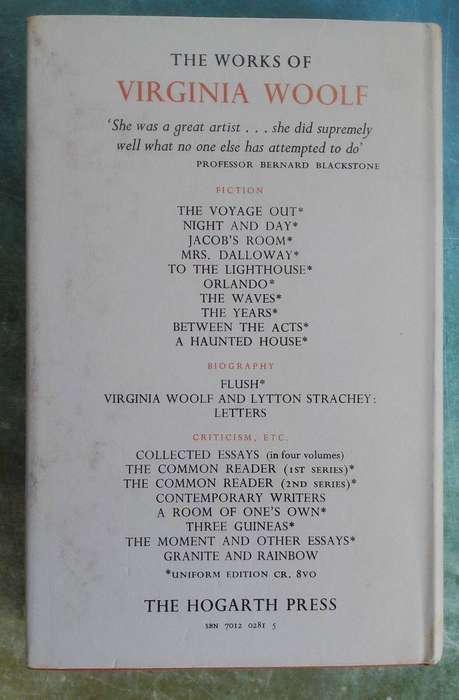 THE WORKS OF
VIRGINIA WOOLF
‘She was a great artist . . . she did supremely
well what no one else has attempted to do’
PROFESSOR BERNARD BLACKSTONE
FICTION
THE VOYAGE OUT*
NIGHT AND DAY*
JACOB'S ROOM*
MRS. DALLOWAY*
TO THE LIGHTHOUSE*
ORLANDO*
THE WAVES*
THE YEARS*
BETWEEN THE ACTS*
A HAUNTED HOUSE*
BIOGRAPHY
FLUSH*
VIRGINIA WOOLF AND LYTTON STRACHEY:
LETTERS
CRITICISM, ETC.
COLLECTED ESSAYS (in four volumes)
THE COMMON READER (1ST SERIES)*
THE COMMON READER (2ND SERIES)*
CONTEMPORARY WRITERS
A ROOM OF ONE'S OWN*
THREE GUINEAS*
THE MOMENT AND OTHER ESSAYS*
GRANITE AND RAINBOW
*UNIFORM EDITION CR. 8VO
THE HOGARTH PRESS
SBN 7012 0281 5